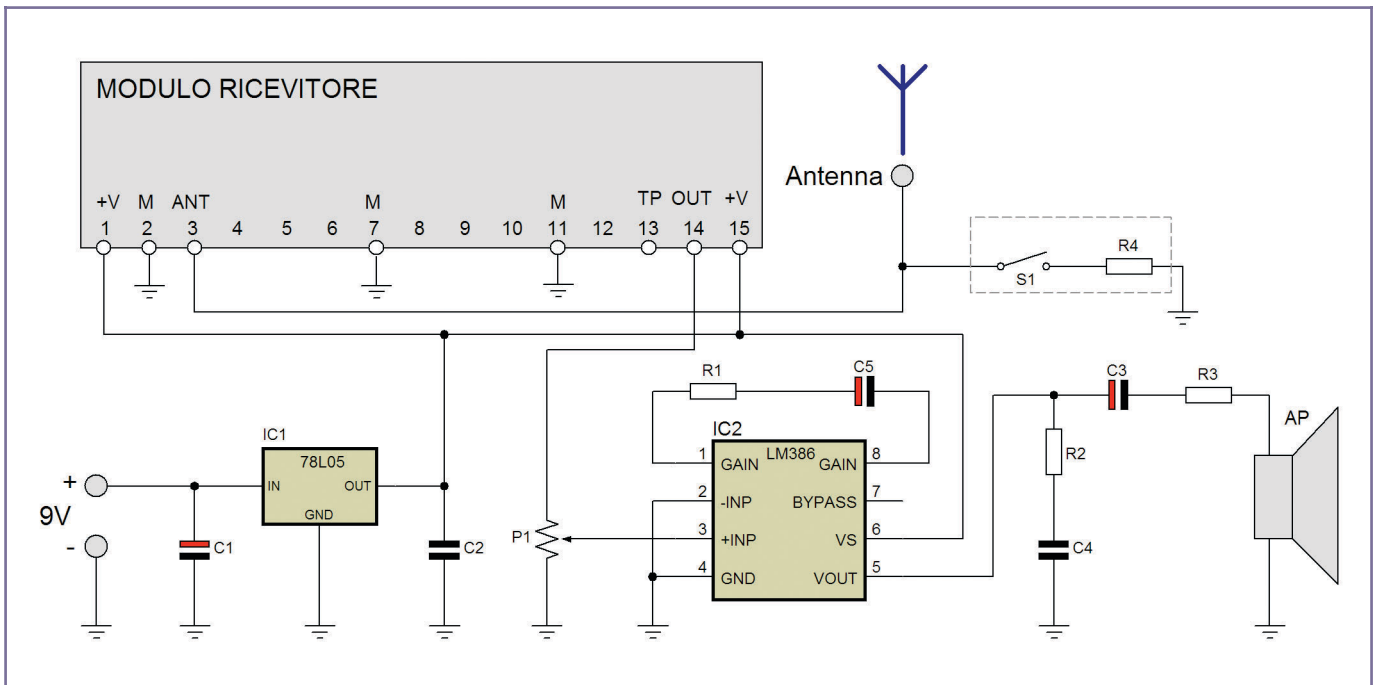 MODULO RICEVITORE
+V M ANT M M TP OUT +V
1 2 3 4 5 6 7 8 9 10 11 12 13 14 15
Antenna
S1
R4
R1
C5
C3
R3
AP
IC1
78L05
IN
OUT
GND
+
9V
-
C1
C2
P1
IC2
LM386
1 GAIN
GAIN 8
2 -INP
BYPASS 7
3 +INP
VS 6
4 GND
VOUT 5
R2
C4